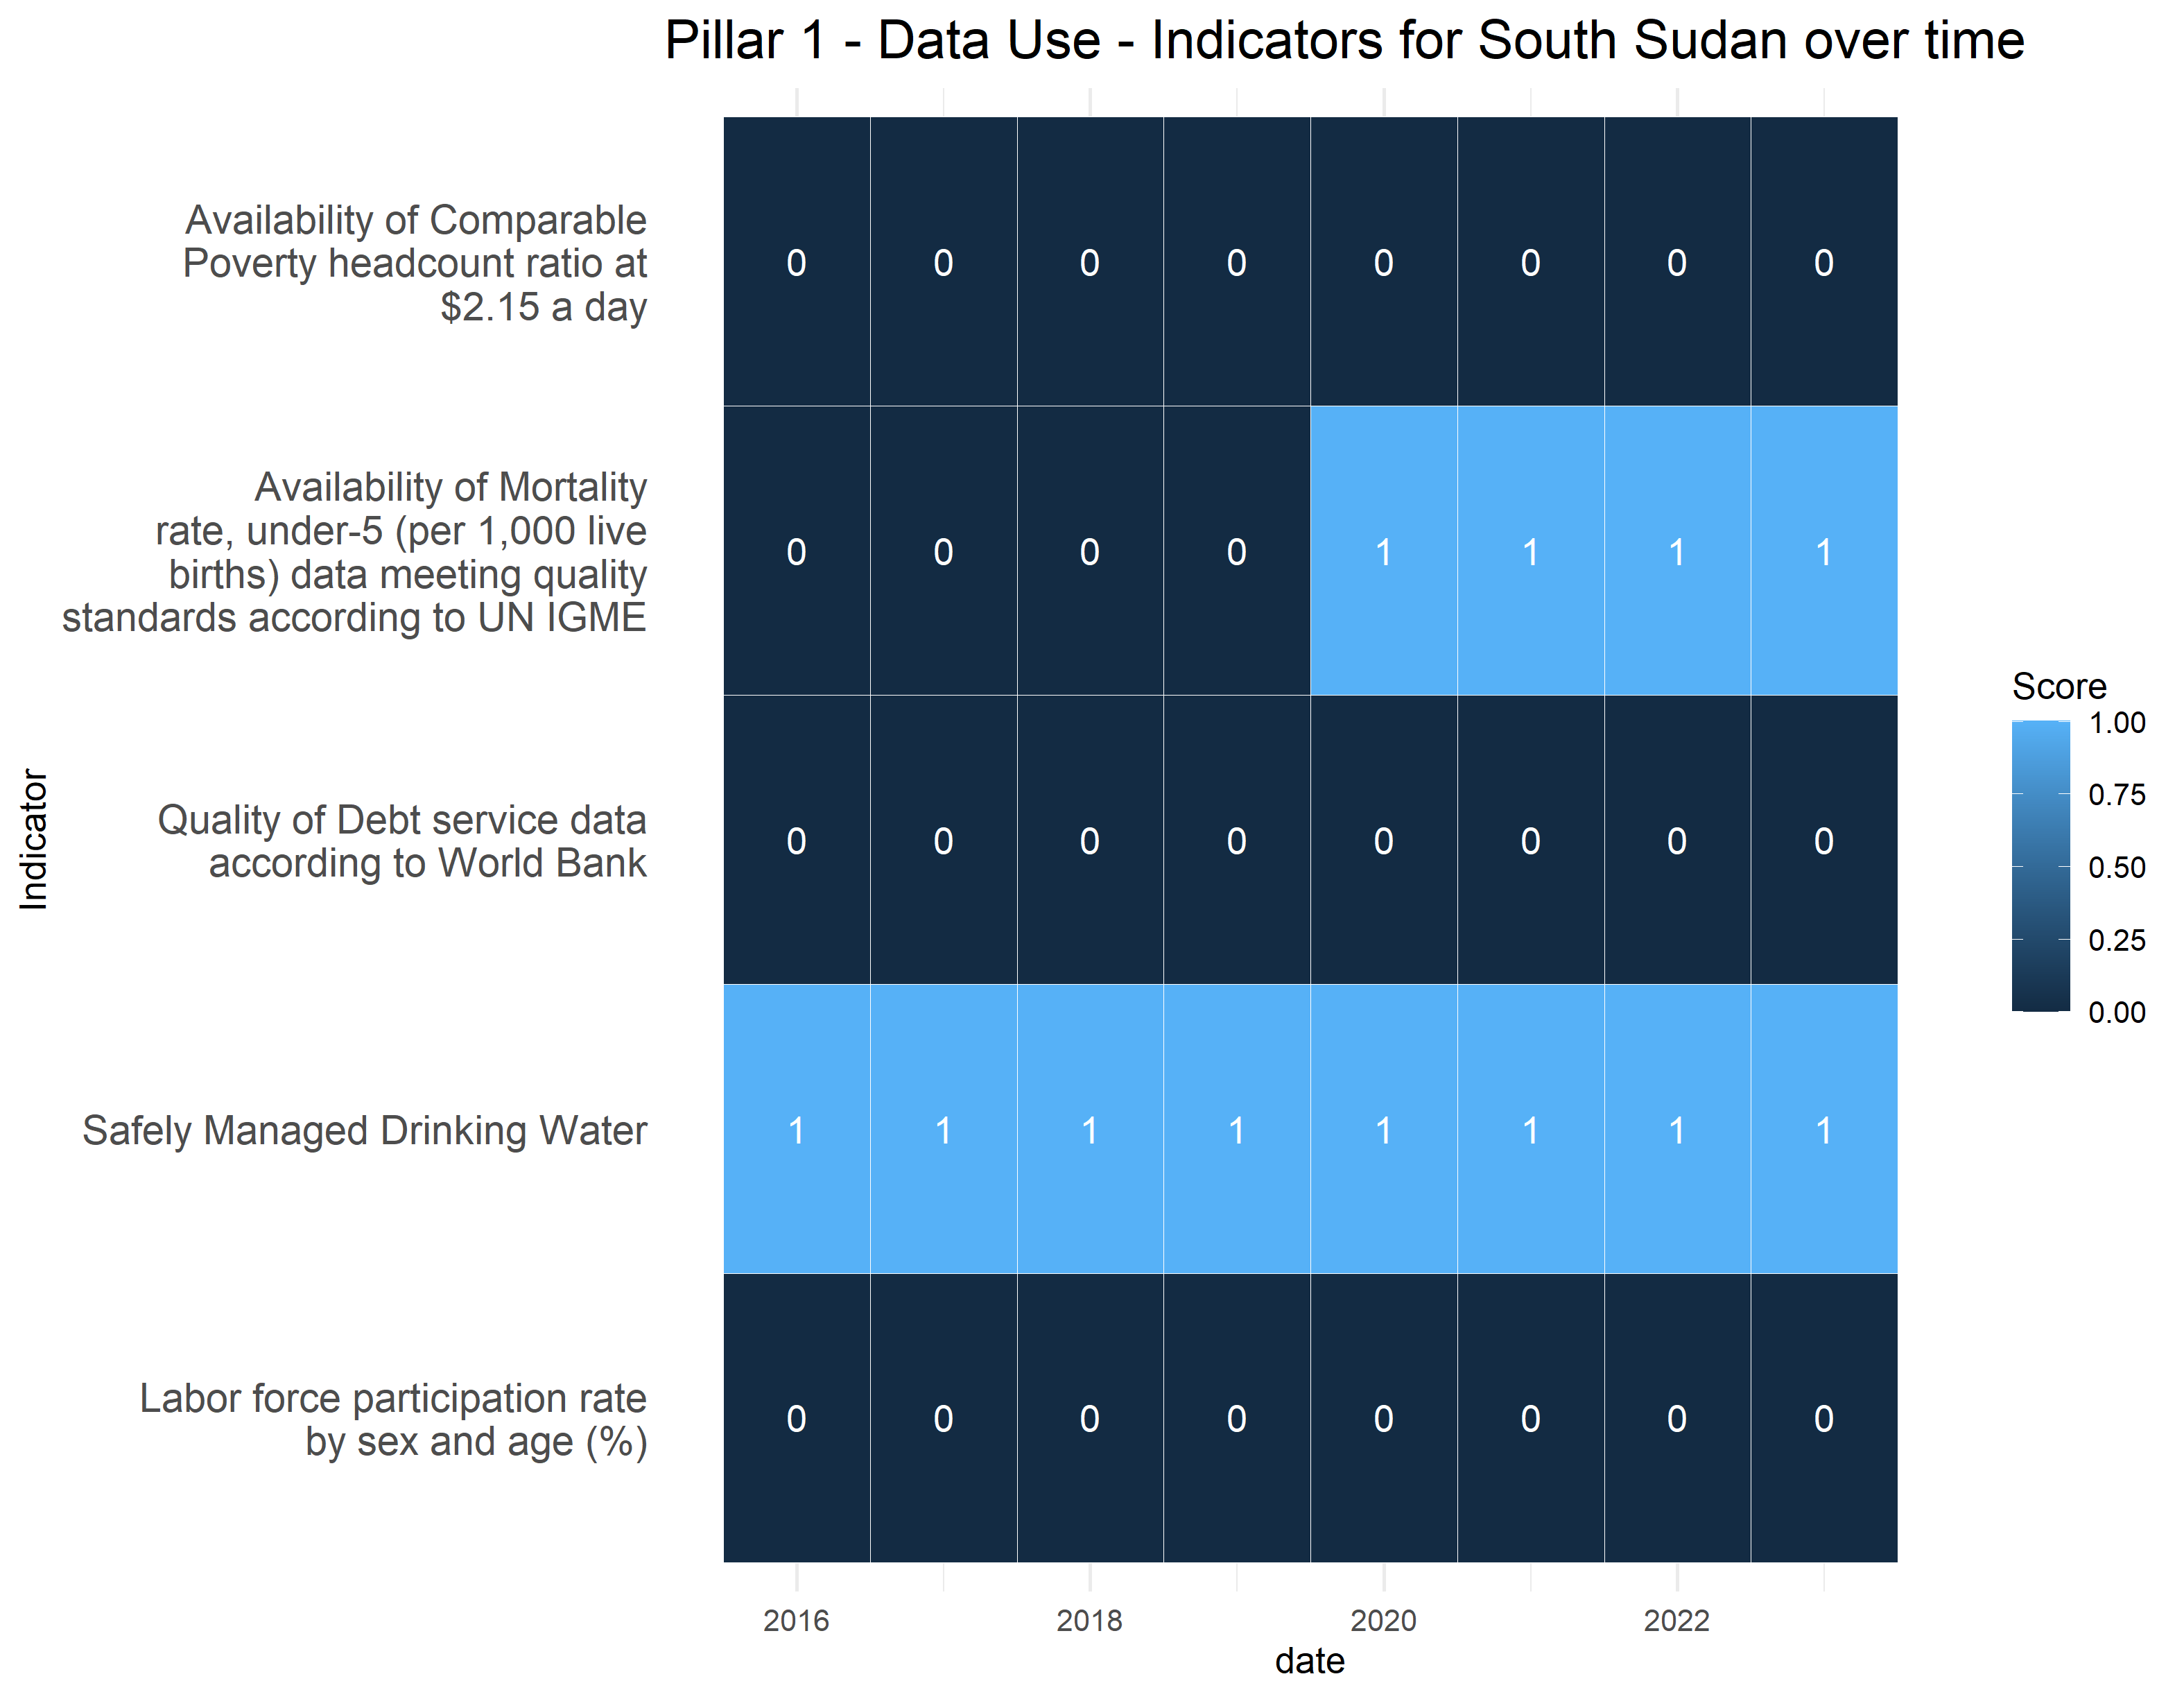 Pillar 1 - Data Use - Indicators for South Sudan over time
Availability of Comparable
Poverty headcount ratio at
$2.15 a day
0 0 0 0 0 0 0 0
Availability of Mortality
rate, under-5 (per 1,000 live
births) data meeting quality
standards according to UN IGME
0 0 0 0 1 1 1 1
Quality of Debt service data
according to World Bank
0 0 0 0 0 0 0 0
Safely Managed Drinking Water
1 1 1 1 1 1 1 1
Labor force participation rate
by sex and age (%)
0 0 0 0 0 0 0 0
Indicator
2016 2018 2020 2022
date
Score
1.00
0.75
0.50
0.25
0.00